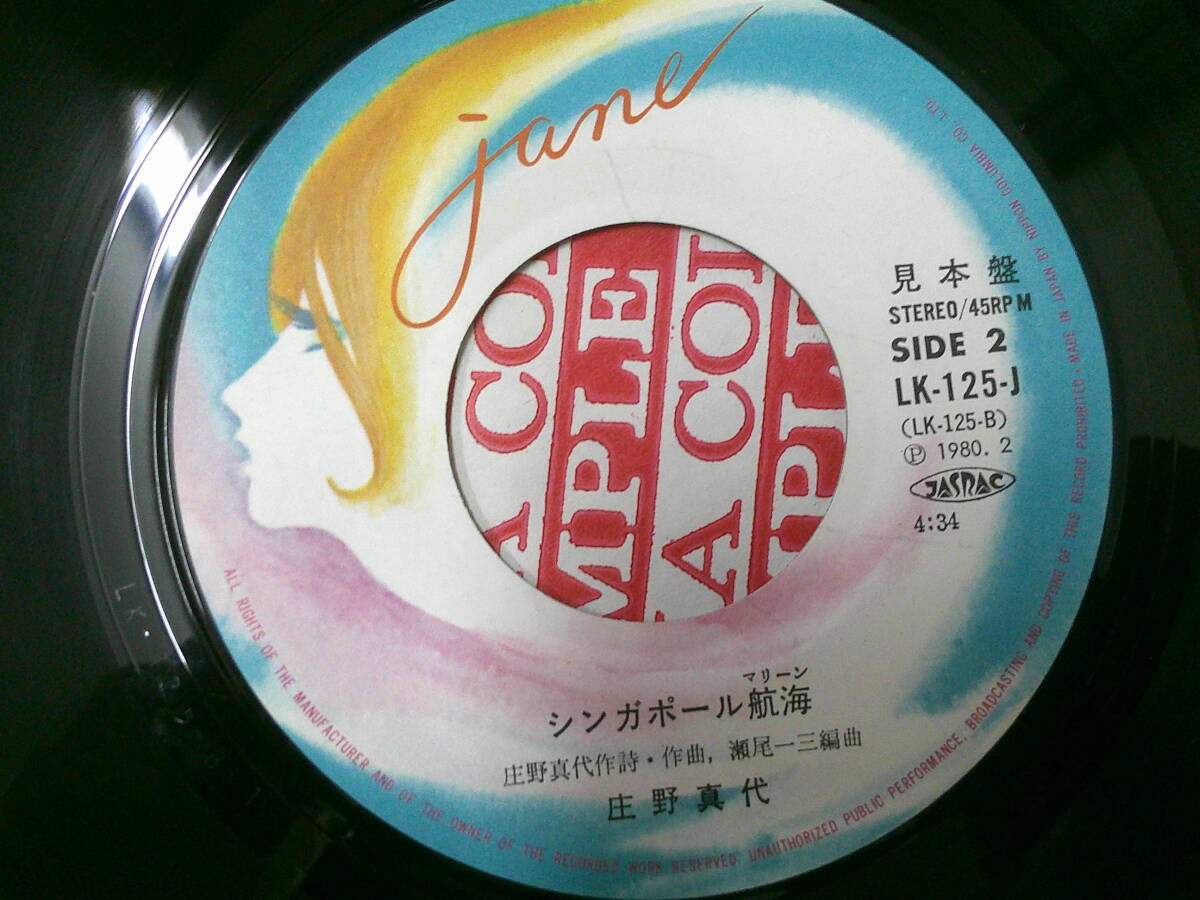 jane
見本盤
STEREO/45RPM
SIDE 2
LK-125-J
(LK-125-B)
Ⓟ 1980. 2
JASRAC
4:34
マリーン
シンガポール航海
庄野真代作詩・作曲, 瀬尾一三編曲
庄野真代
ALL RIGHTS OF THE MANUFACTURER AND OF THE OWNER OF THE RECORDED WORK RESERVED. UNAUTHORIZED PUBLIC PERFORMANCE, BROADCASTING AND COPYING OF THIS RECORD PROHIBITED • MADE IN JAPAN BY NIPPON COLUMBIA CO., LTD.
A CO
MPLE
A CO
MPLE